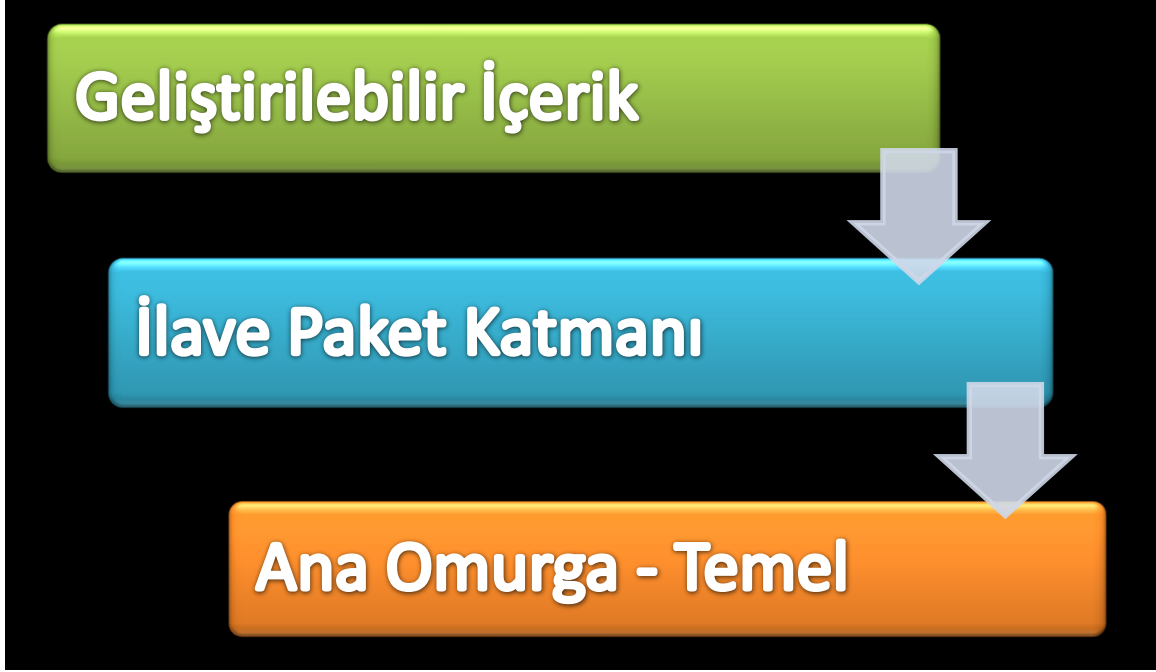 Geliştirilebilir İçerik
İlave Paket Katmanı
Ana Omurga - Temel